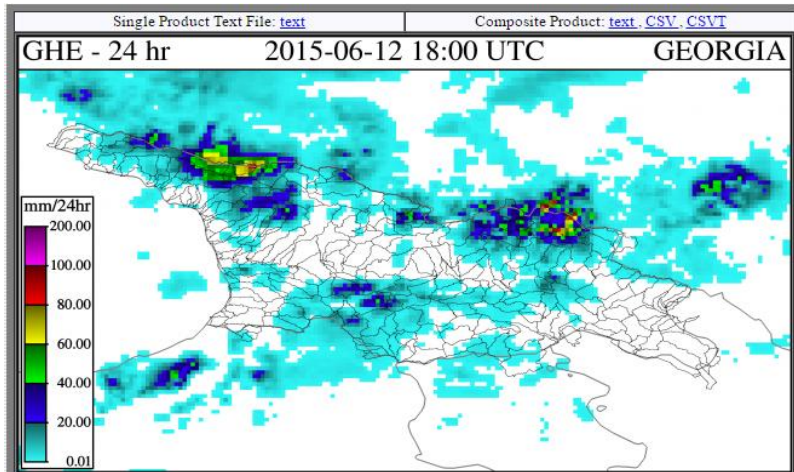 Single Product Text File: text
Composite Product: text , CSV , CSVT
GHE - 24 hr 2015-06-12 18:00 UTC GEORGIA
mm/24hr
200.00
100.00
80.00
60.00
40.00
20.00
0.01